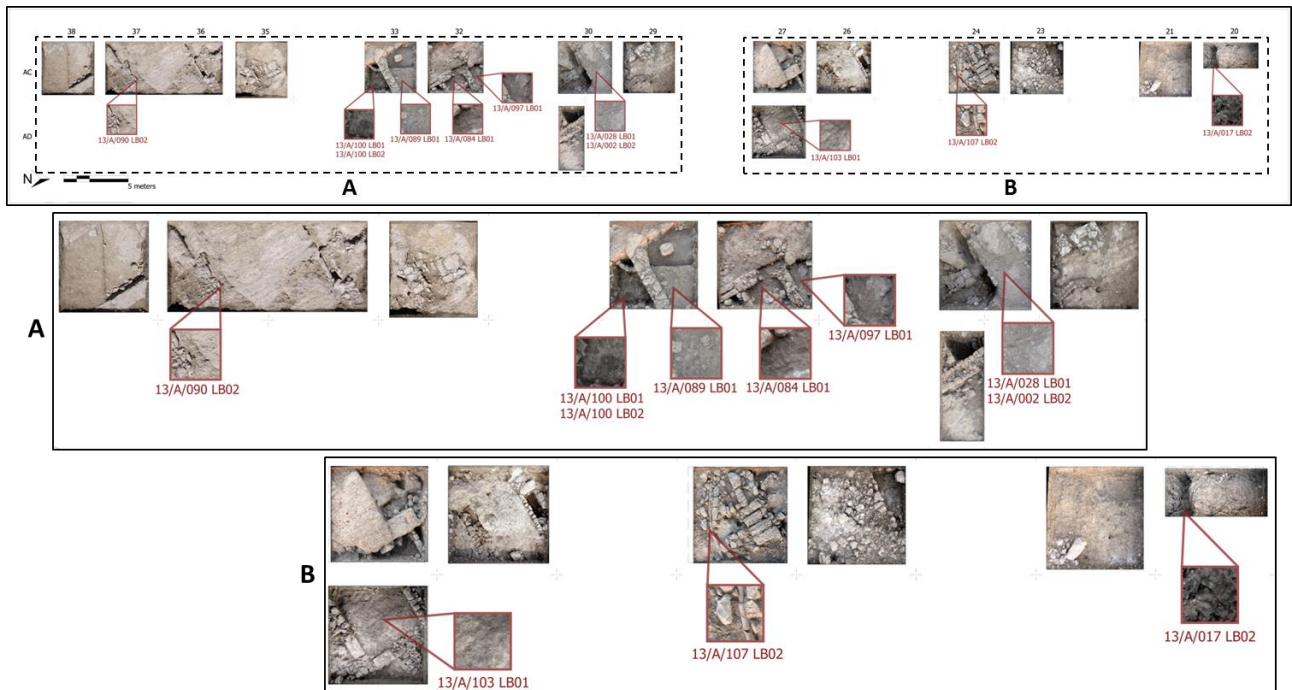 38 37 36 35 33 32 30 29 27 26 24 23 21 20
AC
AD
13/A/090 LB02
13/A/100 LB01
13/A/100 LB02
13/A/089 LB01
13/A/084 LB01
13/A/097 LB01
13/A/028 LB01
13/A/002 LB02
13/A/103 LB01
13/A/107 LB02
13/A/017 LB02
N
5 meters
A
B
A
13/A/090 LB02
13/A/100 LB01
13/A/100 LB02
13/A/089 LB01
13/A/084 LB01
13/A/097 LB01
13/A/028 LB01
13/A/002 LB02
B
13/A/103 LB01
13/A/107 LB02
13/A/017 LB02